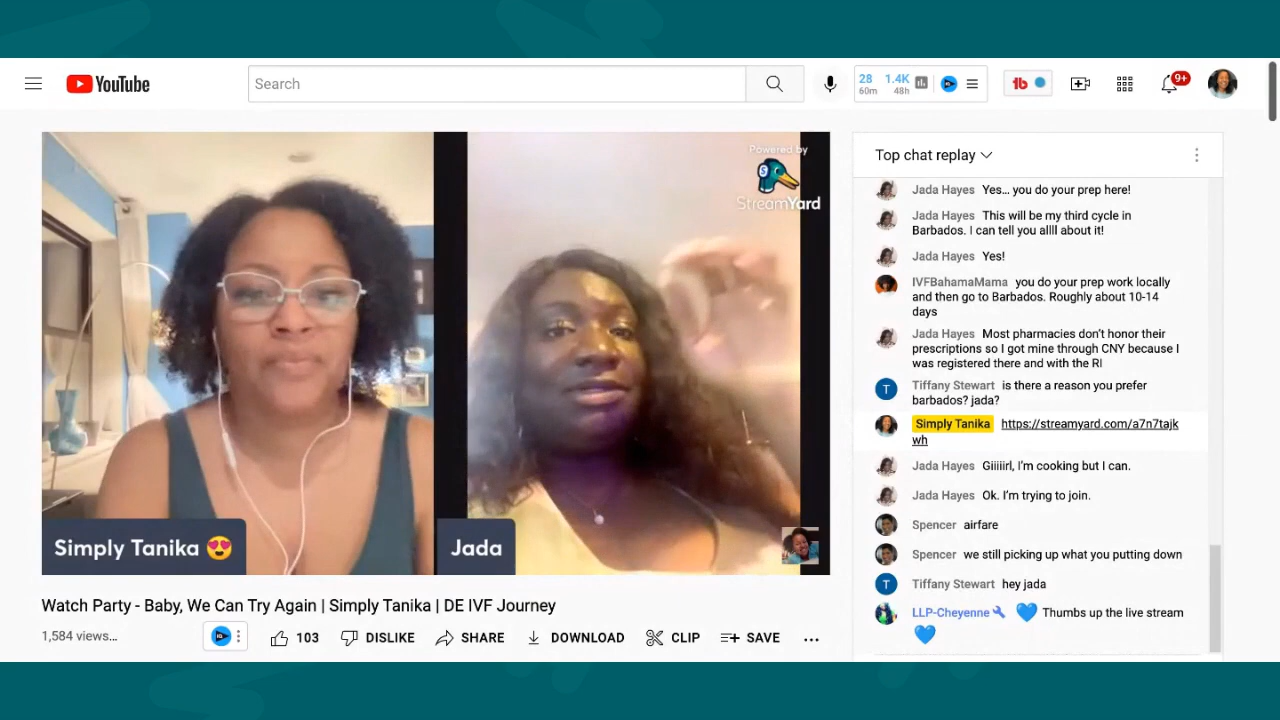 YouTube
Search
28 1.4K
60m 48h
9+
Powered by
StreamYard
Simply Tanika 😍
Jada
Watch Party - Baby, We Can Try Again | Simply Tanika | DE IVF Journey
1,584 views...
103
DISLIKE
SHARE
DOWNLOAD
CLIP
SAVE
Top chat replay
Jada Hayes Yes... you do your prep here!
Jada Hayes This will be my third cycle in
Barbados. I can tell you allll about it!
Jada Hayes Yes!
IVFBahamaMama you do your prep work locally
and then go to Barbados. Roughly about 10-14
days
Jada Hayes Most pharmacies don't honor their
prescriptions so I got mine through CNY because I
was registered there and with the RI
T
Tiffany Stewart is there a reason you prefer
barbados? jada?
Simply Tanika https://streamyard.com/a7n7tajk
wh
Jada Hayes Giiiiirl, I'm cooking but I can.
Jada Hayes Ok. I'm trying to join.
Spencer airfare
Spencer we still picking up what you putting down
T
Tiffany Stewart hey jada
LLP-Cheyenne 🔧 💙 Thumbs up the live stream
💙